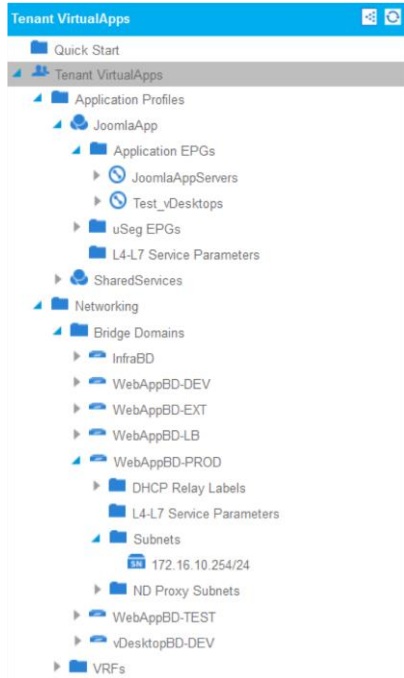 Tenant VirtualApps
Quick Start
Tenant VirtualApps
Application Profiles
JoomlaApp
Application EPGs
JoomlaAppServers
Test_vDesktops
uSeg EPGs
L4-L7 Service Parameters
SharedServices
Networking
Bridge Domains
InfraBD
WebAppBD-DEV
WebAppBD-EXT
WebAppBD-LB
WebAppBD-PROD
DHCP Relay Labels
L4-L7 Service Parameters
Subnets
SN 172.16.10.254/24
ND Proxy Subnets
WebAppBD-TEST
vDesktopBD-DEV
VRFs